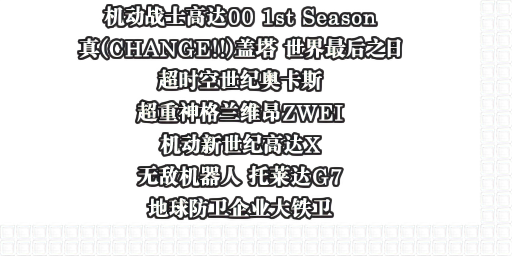 机动战士高达00 1st Season
真(CHANGE!!)盖塔 世界最后之日
超时空世纪奥卡斯
超重神格兰维昂ZWEI
机动新世纪高达X
无敌机器人 托莱达G7
地球防卫企业大铁卫